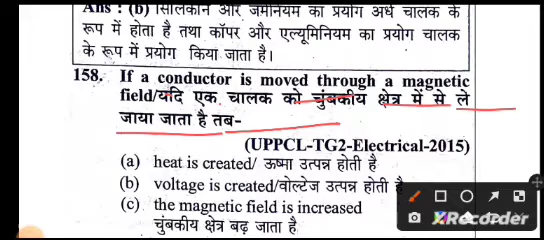 Ans : (b) सिलिकॉन और जर्मेनियम का प्रयोग अर्ध चालक के
रूप में होता है तथा कॉपर और एल्यूमिनियम का प्रयोग चालक
के रूप में प्रयोग किया जाता है।
158. If a conductor is moved through a magnetic
field/यदि एक चालक को चुंबकीय क्षेत्र में से ले
जाया जाता है तब-
(UPPCL-TG2-Electrical-2015)
(a) heat is created/ ऊष्मा उत्पन्न होती है
(b) voltage is created/वोल्टेज उत्पन्न होती है
(c) the magnetic field is increased
चुंबकीय क्षेत्र बढ़ जाता है
XRecorder